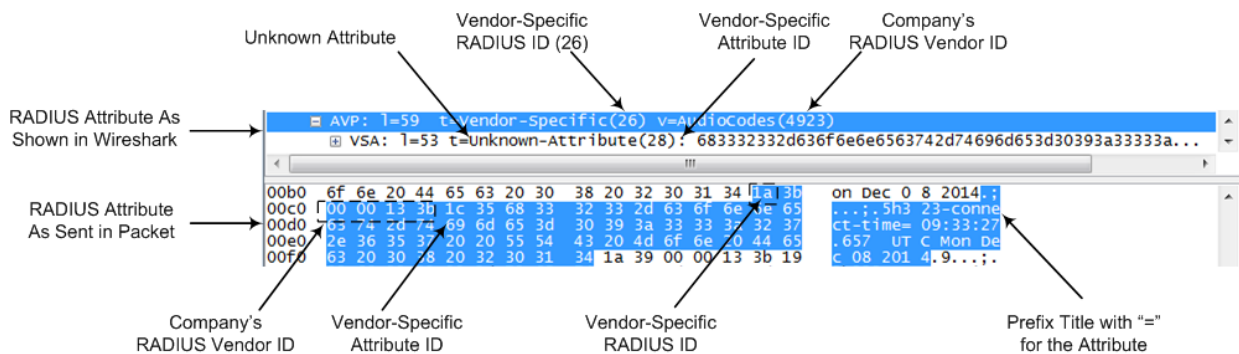 Unknown Attribute
Vendor-Specific
RADIUS ID (26)
Vendor-Specific
Attribute ID
Company's
RADIUS Vendor ID
RADIUS Attribute As
Shown in Wireshark
AVP: l=59 t=Vendor-Specific(26) v=AudioCodes(4923)
VSA: l=53 t=Unknown-Attribute(28): 683332332d636f6e6e6563742d74696d653d30393a33333a...
RADIUS Attribute
As Sent in Packet
00b0 6f 6e 20 44 65 63 20 30 38 20 32 30 31 34 1a 3b on Dec 0 8 2014.;
00c0 00 00 13 3b 1c 35 68 33 32 33 2d 63 6f 6e 6e 65 ...;.5h3 23-conne
00d0 63 74 2d 74 69 6d 65 3d 30 39 3a 33 33 3a 32 37 ct-time= 09:33:27
00e0 2e 36 35 37 20 20 55 54 43 20 4d 6f 6e 20 44 65 .657 UT C Mon De
00f0 63 20 30 38 20 32 30 31 34 1a 39 00 00 13 3b 19 c 08 201 4.9...;.
Company's
RADIUS Vendor ID
Vendor-Specific
Attribute ID
Vendor-Specific
RADIUS ID
Prefix Title with “=”
for the Attribute